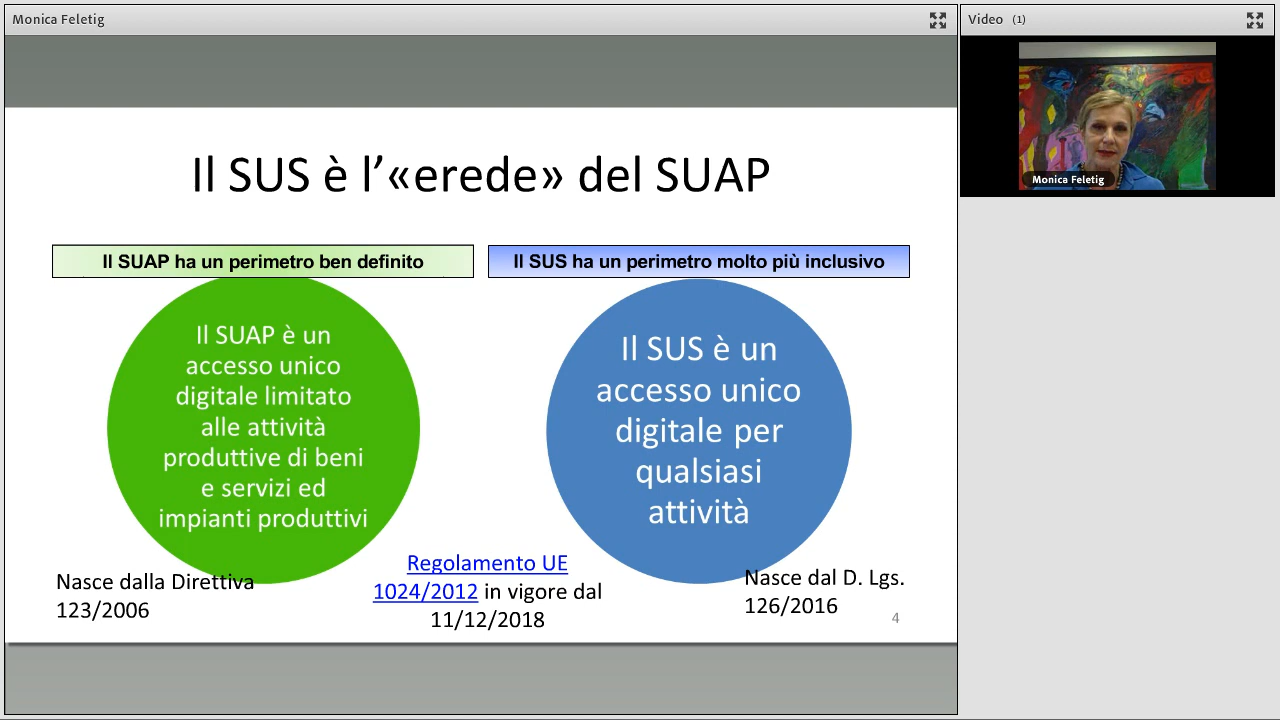 Monica Feletig
Video (1)
Monica Feletig
Il SUS è l’«erede» del SUAP
Il SUAP ha un perimetro ben definito
Il SUS ha un perimetro molto più inclusivo
Il SUAP è un
accesso unico
digitale limitato
alle attività
produttive di beni
e servizi ed
impianti produttivi
Il SUS è un
accesso unico
digitale per
qualsiasi
attività
Nasce dalla Direttiva
123/2006
Regolamento UE
1024/2012 in vigore dal
11/12/2018
Nasce dal D. Lgs.
126/2016
4